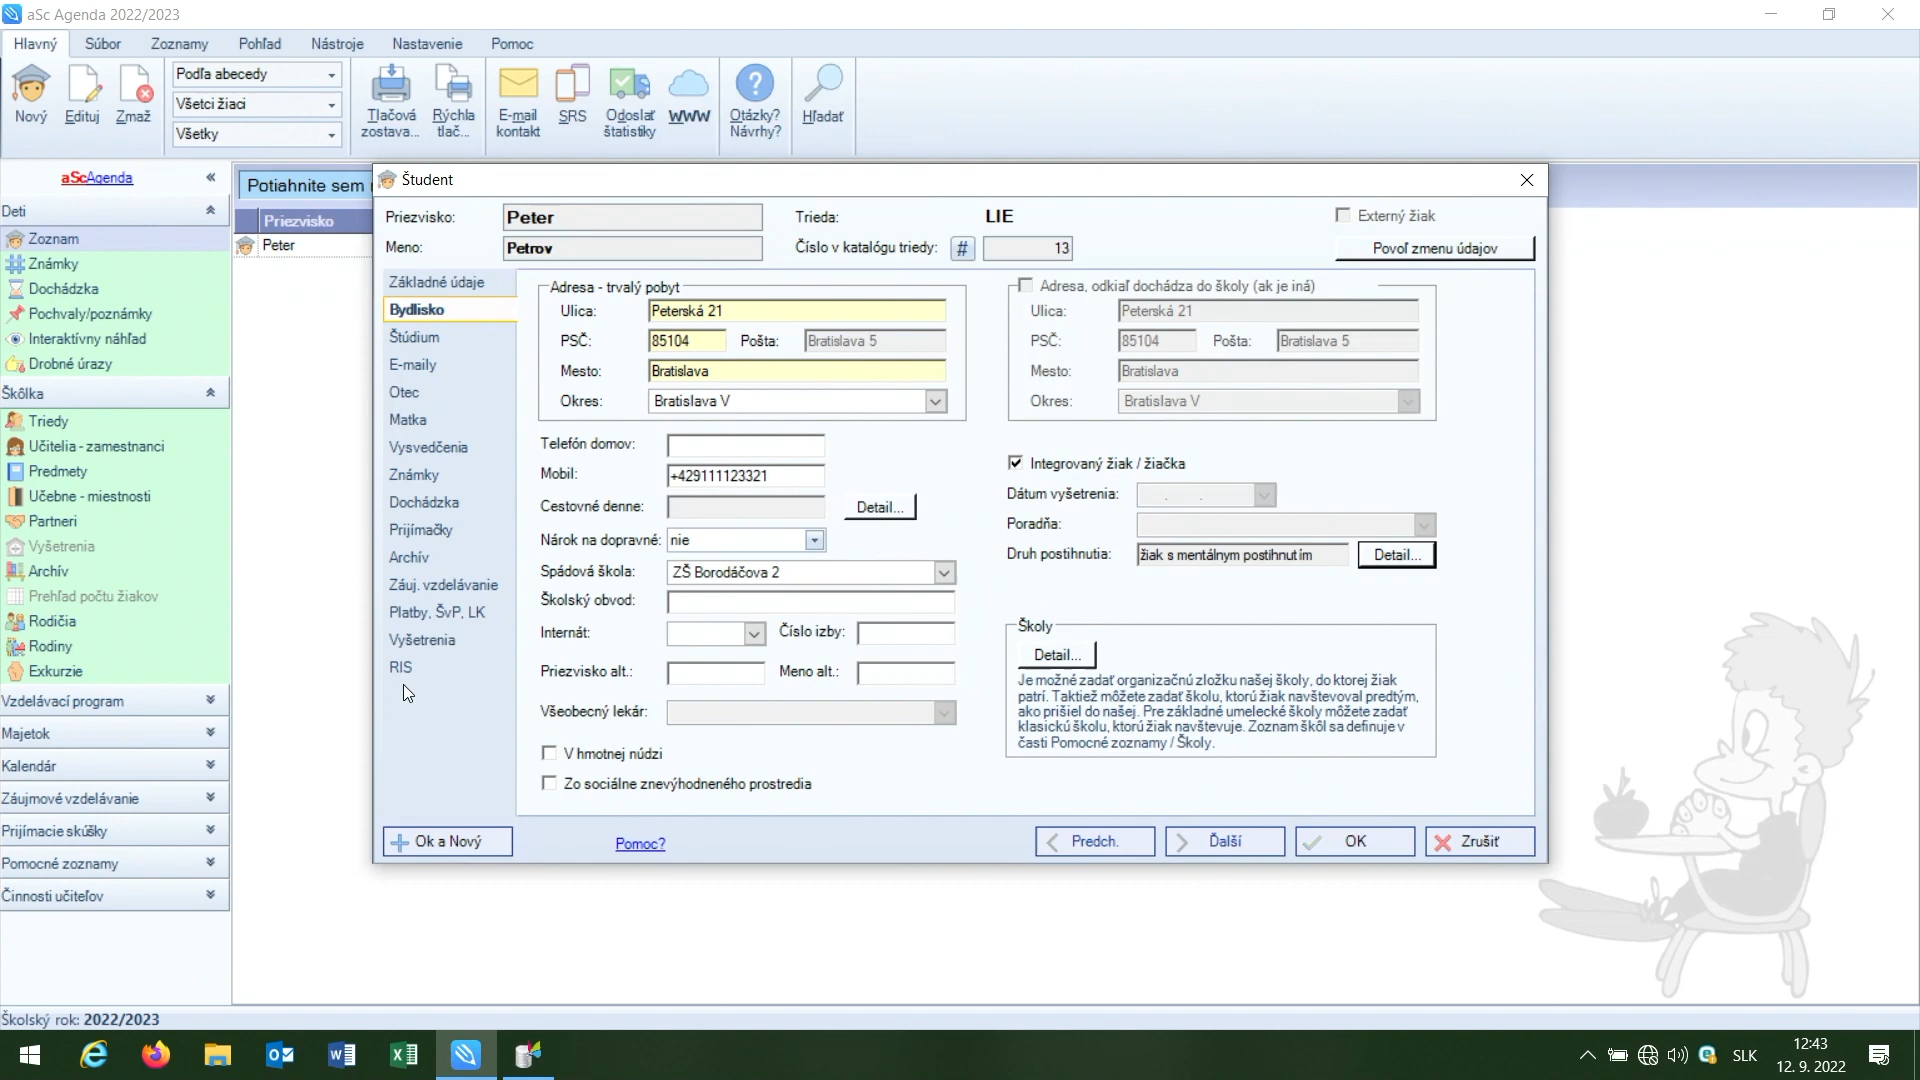 aSc Agenda 2022/2023
Hlavný Súbor Zoznamy Pohľad Nástroje Nastavenie Pomoc
Nový
Edituj
Zmaž
Podľa abecedy
Všetci žiaci
Všetky
Tlačová zostava...
Rýchla tlač...
E-mail kontakt
SRS
Odoslať štatistiky
WWW
Otázky? Návrhy?
Hľadať
aScAgenda «
Deti
Zoznam
Známky
Dochádzka
Pochvaly/poznámky
Interaktívny náhľad
Drobné úrazy
Škôlka
Triedy
Učitelia - zamestnanci
Predmety
Učebne - miestnosti
Partneri
Vyšetrenia
Archív
Prehľad počtu žiakov
Rodičia
Rodiny
Exkurzie
Vzdelávací program
Majetok
Kalendár
Záujmové vzdelávanie
Prijímacie skúšky
Pomocné zoznamy
Činnosti učiteľov
Potiahnite sem
Priezvisko
Peter
Študent
Priezvisko: Peter
Meno: Petrov
Trieda: LIE
Číslo v katalógu triedy: # 13
Externý žiak
Povoľ zmenu údajov
Základné údaje
Bydlisko
Štúdium
E-maily
Otec
Matka
Vysvedčenia
Známky
Dochádzka
Prijímačky
Archív
Záuj. vzdelávanie
Platby, ŠvP, LK
Vyšetrenia
RIS
Adresa - trvalý pobyt
Ulica: Peterská 21
PSČ: 85104 Pošta: Bratislava 5
Mesto: Bratislava
Okres: Bratislava V
Telefón domov:
Mobil: +429111123321
Cestovné denne: Detail...
Nárok na dopravné: nie
Spádová škola: ZŠ Borodáčova 2
Školský obvod:
Internát: Číslo izby:
Priezvisko alt.: Meno alt.:
Všeobecný lekár:
V hmotnej núdzi
Zo sociálne znevýhodneného prostredia
Adresa, odkiaľ dochádza do školy (ak je iná)
Ulica: Peterská 21
PSČ: 85104 Pošta: Bratislava 5
Mesto: Bratislava
Okres: Bratislava V
Integrovaný žiak / žiačka
Dátum vyšetrenia: . .
Poradňa:
Druh postihnutia: žiak s mentálnym postihnutím Detail...
Školy
Detail...
Je možné zadať organizačnú zložku našej školy, do ktorej žiak
patrí. Taktiež môžete zadať školu, ktorú žiak navštevoval predtým,
ako prišiel do našej. Pre základné umelecké školy môžete zadať
klasickú školu, ktorú žiak navštevuje. Zoznam škôl sa definuje v
časti Pomocné zoznamy / Školy.
Ok a Nový
Pomoc?
Predch.
Ďalší
OK
Zrušiť
Školský rok: 2022/2023
SLK
12:43
12. 9. 2022